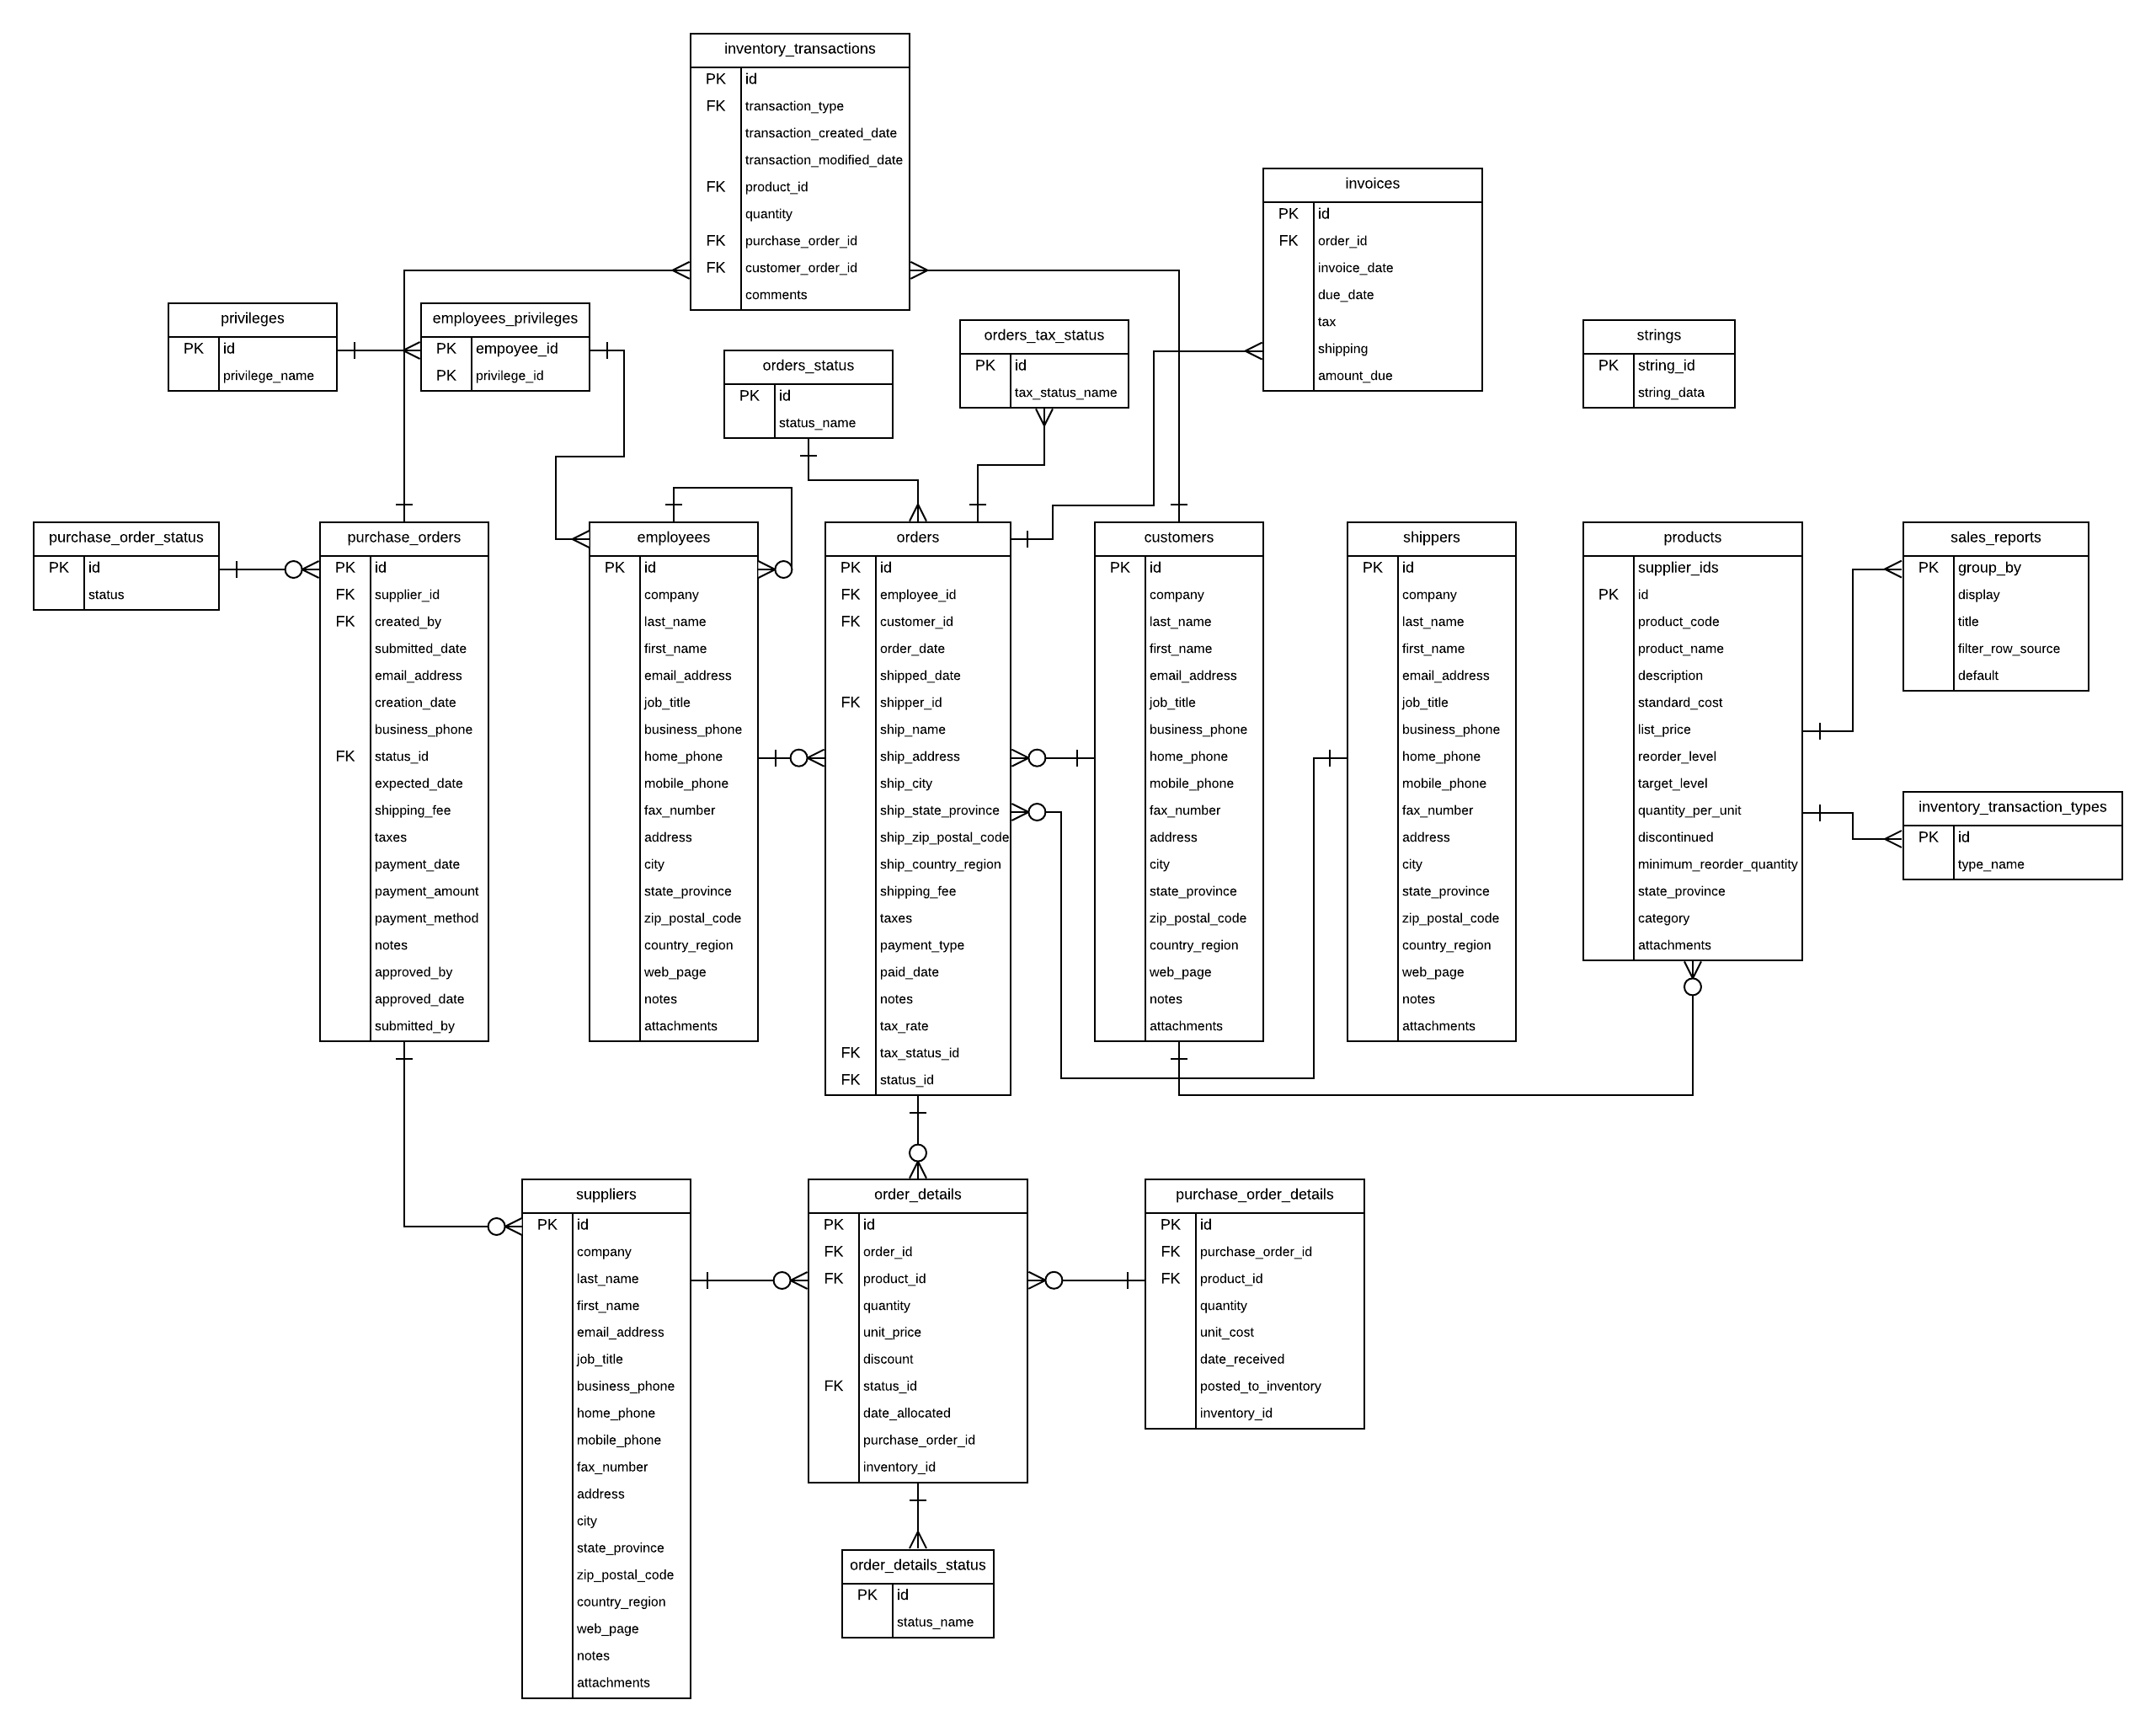 inventory_transactions
PK id
FK transaction_type
transaction_created_date
transaction_modified_date
FK product_id
quantity
FK purchase_order_id
FK customer_order_id
comments
invoices
PK id
FK order_id
invoice_date
due_date
tax
shipping
amount_due
privileges
PK id
privilege_name
employees_privileges
PK empoyee_id
PK privilege_id
orders_status
PK id
status_name
orders_tax_status
PK id
tax_status_name
strings
PK string_id
string_data
purchase_order_status
PK id
status
purchase_orders
PK id
FK supplier_id
FK created_by
submitted_date
email_address
creation_date
business_phone
FK status_id
expected_date
shipping_fee
taxes
payment_date
payment_amount
payment_method
notes
approved_by
approved_date
submitted_by
employees
PK id
company
last_name
first_name
email_address
job_title
business_phone
home_phone
mobile_phone
fax_number
address
city
state_province
zip_postal_code
country_region
web_page
notes
attachments
orders
PK id
FK employee_id
FK customer_id
order_date
shipped_date
FK shipper_id
ship_name
ship_address
ship_city
ship_state_province
ship_zip_postal_code
ship_country_region
shipping_fee
taxes
payment_type
paid_date
notes
tax_rate
FK tax_status_id
FK status_id
customers
PK id
company
last_name
first_name
email_address
job_title
business_phone
home_phone
mobile_phone
fax_number
address
city
state_province
zip_postal_code
country_region
web_page
notes
attachments
shippers
PK id
company
last_name
first_name
email_address
job_title
business_phone
home_phone
mobile_phone
fax_number
address
city
state_province
zip_postal_code
country_region
web_page
notes
attachments
products
supplier_ids
PK id
product_code
product_name
description
standard_cost
list_price
reorder_level
target_level
quantity_per_unit
discontinued
minimum_reorder_quantity
state_province
category
attachments
sales_reports
PK group_by
display
title
filter_row_source
default
inventory_transaction_types
PK id
type_name
suppliers
PK id
company
last_name
first_name
email_address
job_title
business_phone
home_phone
mobile_phone
fax_number
address
city
state_province
zip_postal_code
country_region
web_page
notes
attachments
order_details
PK id
FK order_id
FK product_id
quantity
unit_price
discount
FK status_id
date_allocated
purchase_order_id
inventory_id
purchase_order_details
PK id
FK purchase_order_id
FK product_id
quantity
unit_cost
date_received
posted_to_inventory
inventory_id
order_details_status
PK id
status_name